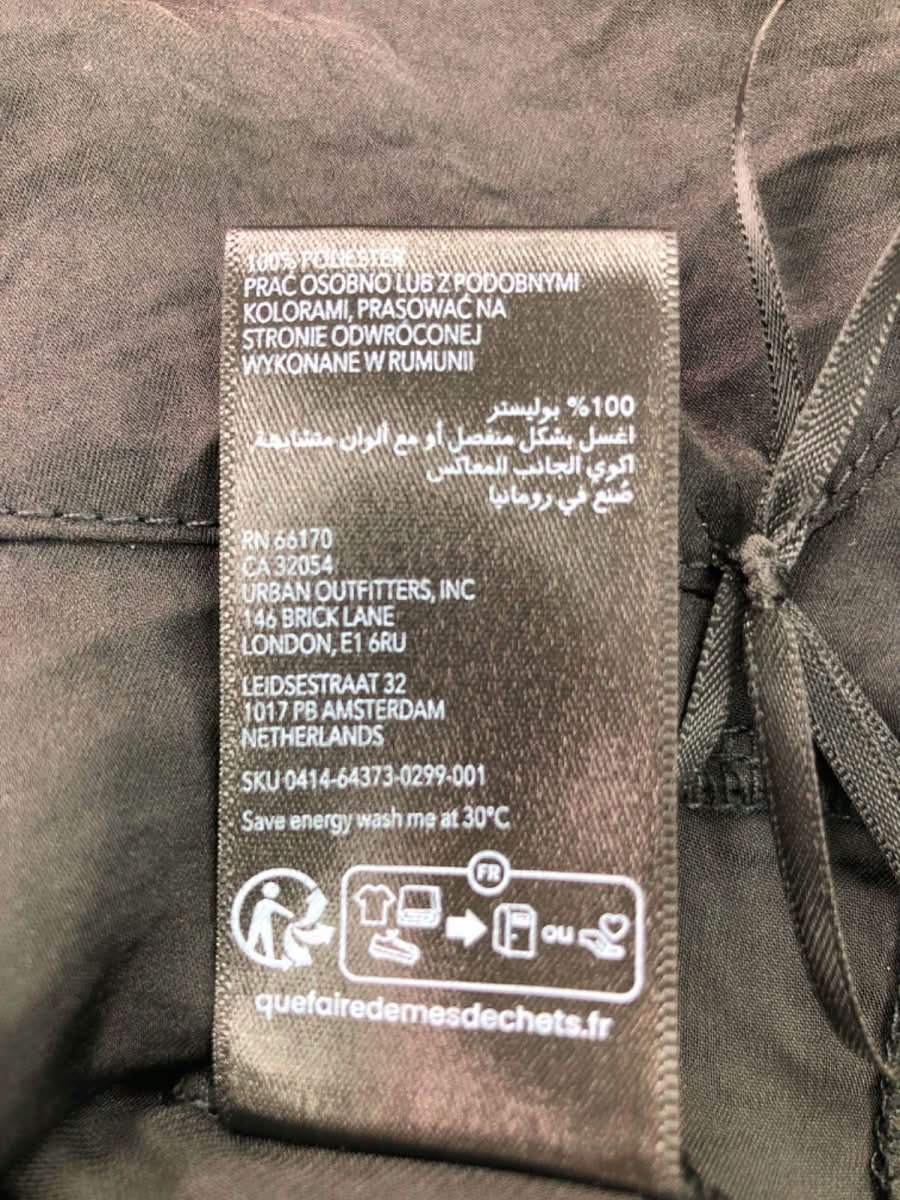 100% POLIESTER
PRAĆ OSOBNO LUB Z PODOBNYMI
KOLORAMI, PRASOWAĆ NA
STRONIE ODWRÓCONEJ
WYKONANE W RUMUNII
100% بوليستر
اغسل بشكل منفصل أو مع ألوان متشابهة
اكوي الجانب للمعاكس
صُنع في رومانيا
RN 66170
CA 32054
URBAN OUTFITTERS, INC
146 BRICK LANE
LONDON, E1 6RU
LEIDSESTRAAT 32
1017 PB AMSTERDAM
NETHERLANDS
SKU 0414-64373-0299-001
Save energy wash me at 30°C
FR
ou
quefairedemesdechets.fr